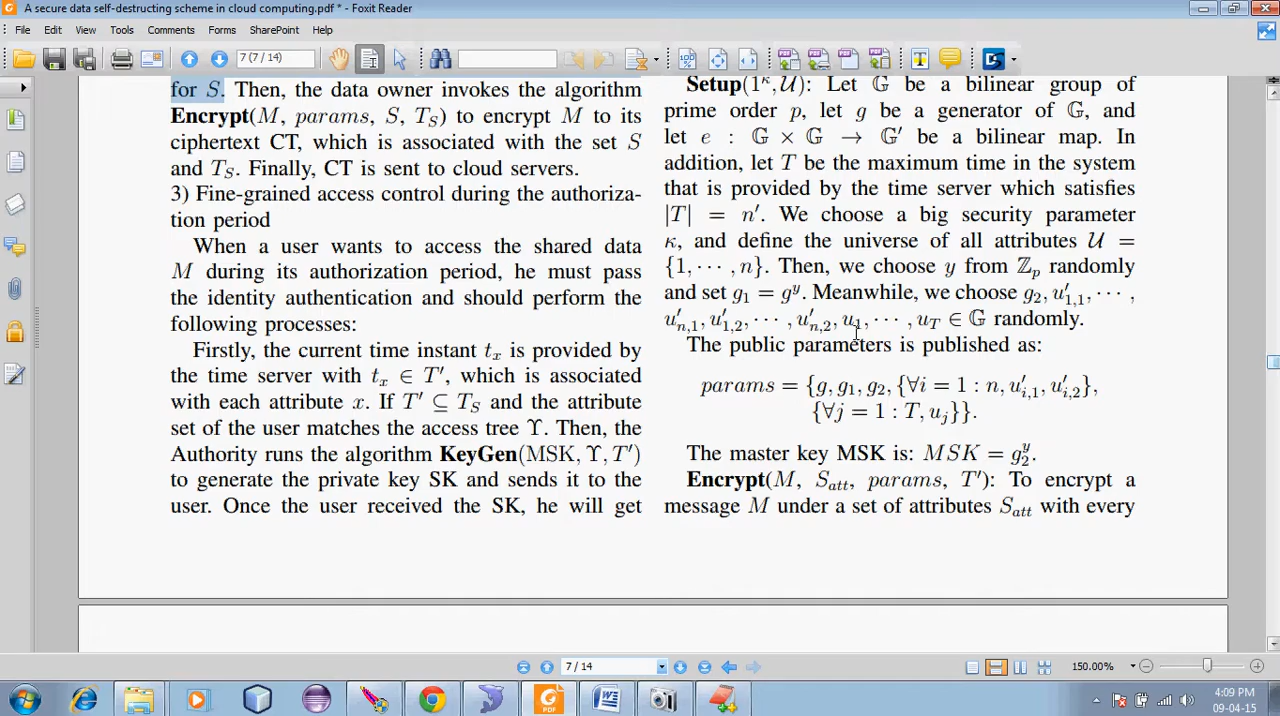 A secure data self-destructing scheme in cloud computing.pdf * - Foxit Reader
File Edit View Tools Comments Forms SharePoint Help
7 (7 / 14)
for S. Then, the data owner invokes the algorithm
Encrypt(M, params, S, T_S) to encrypt M to its
ciphertext CT, which is associated with the set S
and T_S. Finally, CT is sent to cloud servers.
3) Fine-grained access control during the authoriza-
tion period
When a user wants to access the shared data
M during its authorization period, he must pass
the identity authentication and should perform the
following processes:
Firstly, the current time instant t_x is provided by
the time server with t_x ∈ T′, which is associated
with each attribute x. If T′ ⊆ T_S and the attribute
set of the user matches the access tree ϒ. Then, the
Authority runs the algorithm KeyGen(MSK, ϒ, T′)
to generate the private key SK and sends it to the
user. Once the user received the SK, he will get
Setup(1^κ, 𝒰): Let 𝔾 be a bilinear group of
prime order p, let g be a generator of 𝔾, and
let e : 𝔾 × 𝔾 → 𝔾′ be a bilinear map. In
addition, let T be the maximum time in the system
that is provided by the time server which satisfies
|T| = n′. We choose a big security parameter
κ, and define the universe of all attributes 𝒰 =
{1, ⋯ , n}. Then, we choose y from ℤ_p randomly
and set g_1 = g^y. Meanwhile, we choose g_2, u′_{1,1}, ⋯ ,
u′_{n,1}, u′_{1,2}, ⋯ , u′_{n,2}, u_1, ⋯ , u_T ∈ 𝔾 randomly.
The public parameters is published as:
params = {g, g_1, g_2, {∀i = 1 : n, u′_{i,1}, u′_{i,2}},
{∀j = 1 : T, u_j}}.
The master key MSK is: MSK = g_2^y.
Encrypt(M, S_att, params, T′): To encrypt a
message M under a set of attributes S_att with every
7 / 14
150.00%
4:09 PM
09-04-15